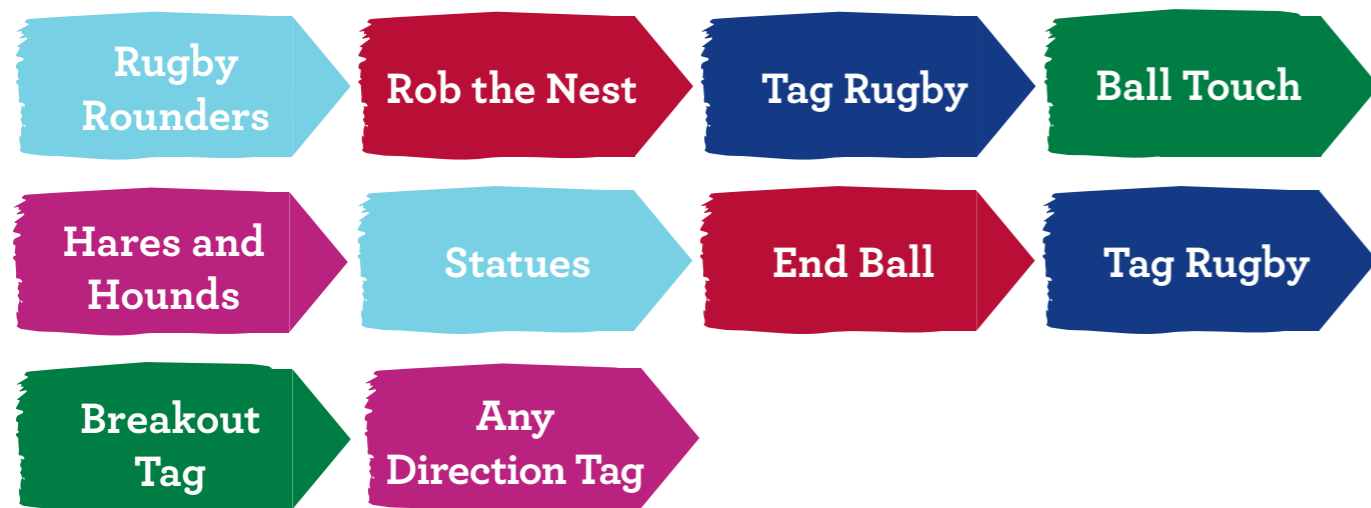 Rugby
Rounders
Rob the Nest
Tag Rugby
Ball Touch
Hares and
Hounds
Statues
End Ball
Tag Rugby
Breakout
Tag
Any
Direction Tag